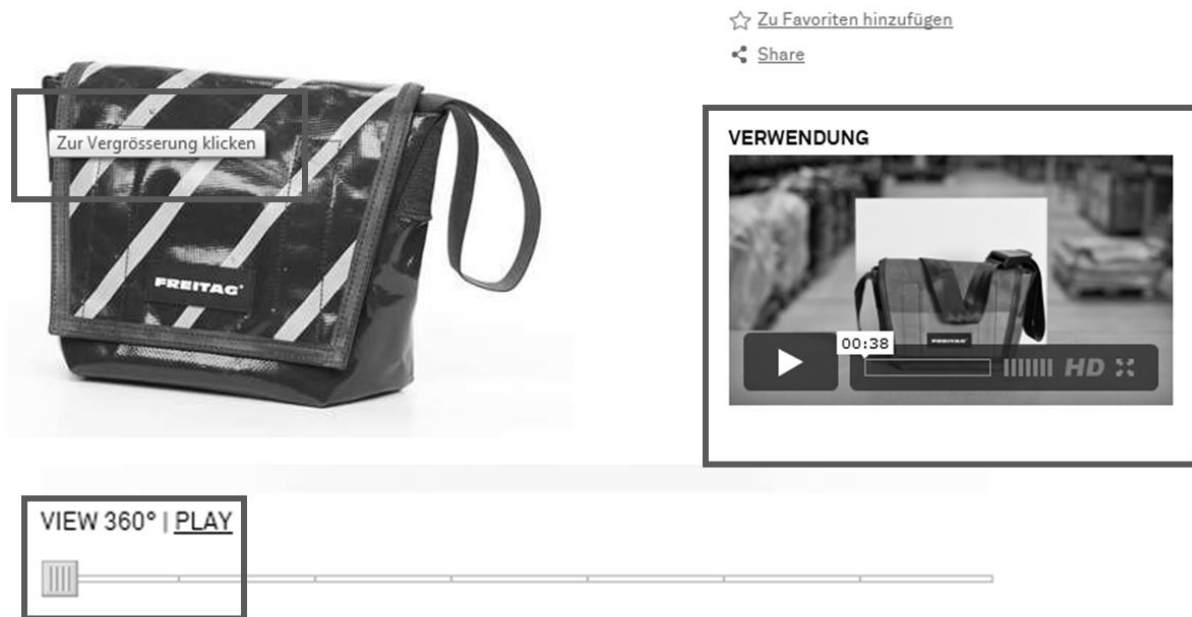 Zu Favoriten hinzufügen
Share
Zur Vergrösserung klicken
FREITAG®
VERWENDUNG
FREITAG
00:38
HD
VIEW 360° | PLAY